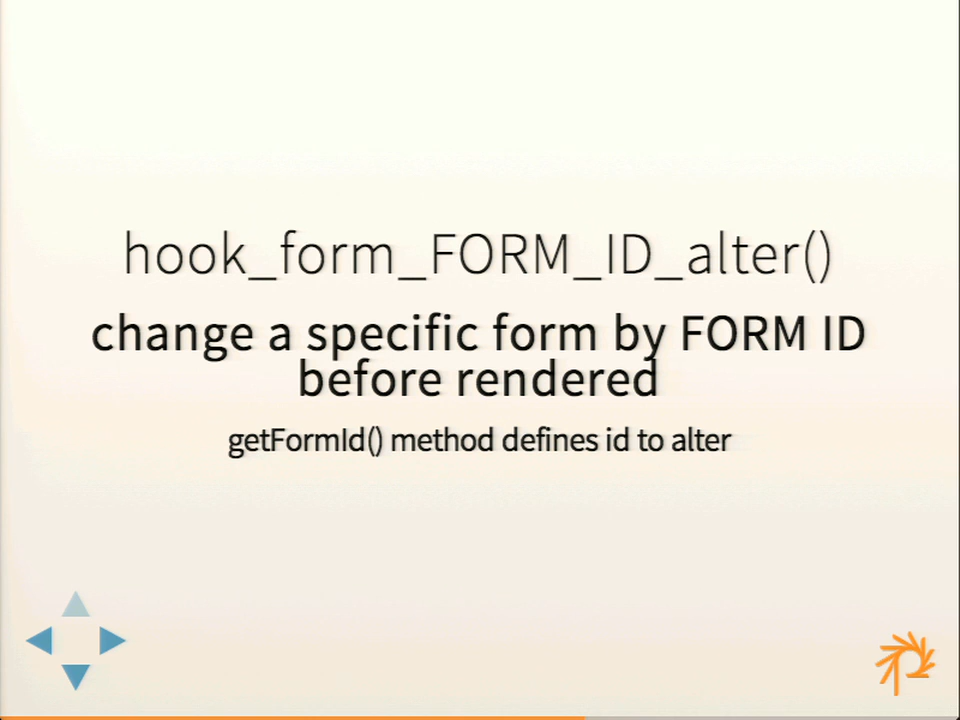 hook_form_FORM_ID_alter()
change a specific form by FORM ID
before rendered
getFormId() method defines id to alter